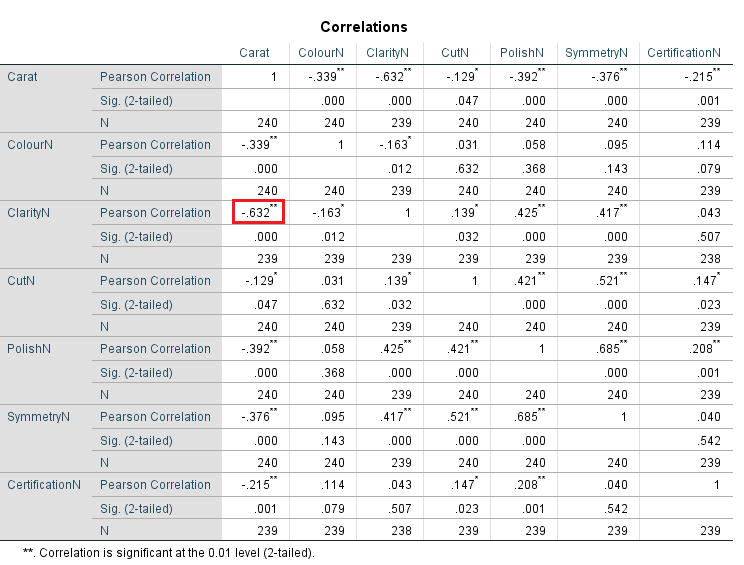 Correlations
Carat ColourN ClarityN CutN PolishN SymmetryN CertificationN
Carat Pearson Correlation 1 -.339** -.632** -.129* -.392** -.376** -.215**
Sig. (2-tailed) .000 .000 .047 .000 .000 .001
N 240 240 239 240 240 240 239
ColourN Pearson Correlation -.339** 1 -.163* .031 .058 .095 .114
Sig. (2-tailed) .000 .012 .632 .368 .143 .079
N 240 240 239 240 240 240 239
ClarityN Pearson Correlation -.632** -.163* 1 .139* .425** .417** .043
Sig. (2-tailed) .000 .012 .032 .000 .000 .507
N 239 239 239 239 239 239 238
CutN Pearson Correlation -.129* .031 .139* 1 .421** .521** .147*
Sig. (2-tailed) .047 .632 .032 .000 .000 .023
N 240 240 239 240 240 240 239
PolishN Pearson Correlation -.392** .058 .425** .421** 1 .685** .208**
Sig. (2-tailed) .000 .368 .000 .000 .000 .001
N 240 240 239 240 240 240 239
SymmetryN Pearson Correlation -.376** .095 .417** .521** .685** 1 .040
Sig. (2-tailed) .000 .143 .000 .000 .000 .542
N 240 240 239 240 240 240 239
CertificationN Pearson Correlation -.215** .114 .043 .147* .208** .040 1
Sig. (2-tailed) .001 .079 .507 .023 .001 .542
N 239 239 238 239 239 239 239
**. Correlation is significant at the 0.01 level (2-tailed).